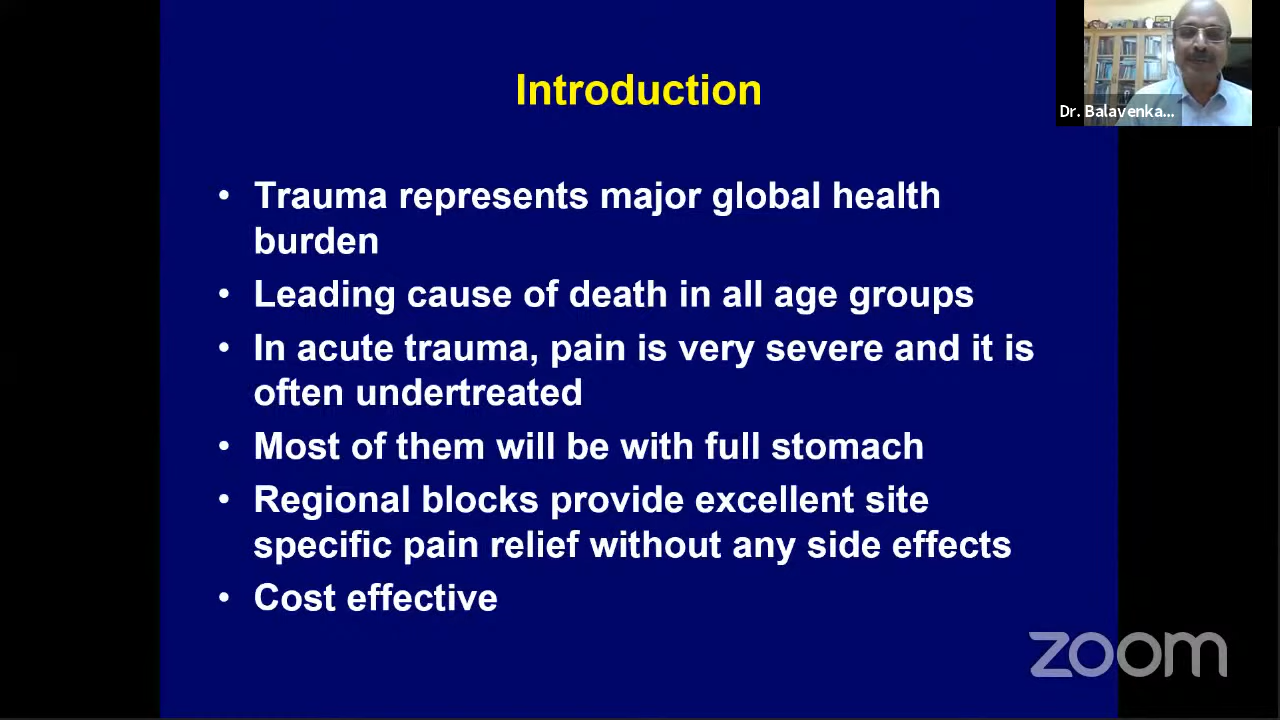 Introduction
Dr. Balavenka...
• Trauma represents major global health
burden
• Leading cause of death in all age groups
• In acute trauma, pain is very severe and it is
often undertreated
• Most of them will be with full stomach
• Regional blocks provide excellent site
specific pain relief without any side effects
• Cost effective
zoom